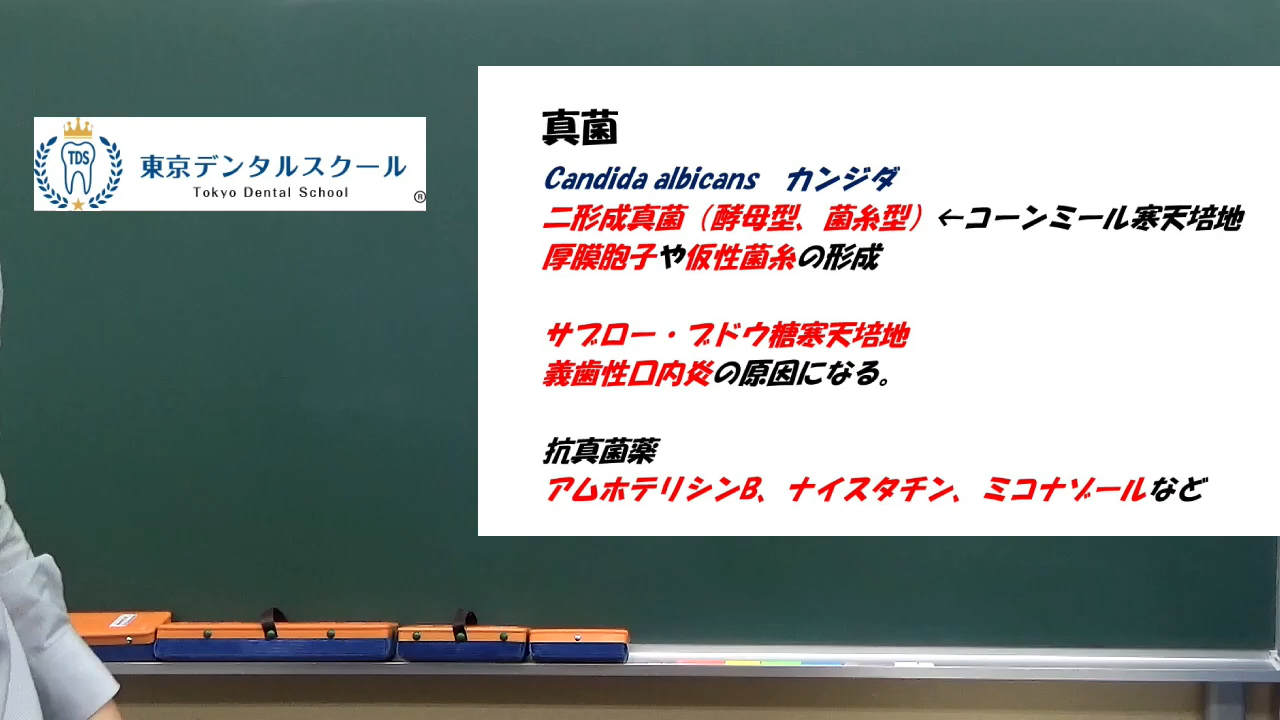 TDS
東京デンタルスクール
Tokyo Dental School
®
真菌
Candida albicans　カンジダ
二形成真菌（酵母型、菌糸型）←コーンミール寒天培地
厚膜胞子や仮性菌糸の形成
サブロー・ブドウ糖寒天培地
義歯性口内炎の原因になる。
抗真菌薬
アムホテリシンB、ナイスタチン、ミコナゾールなど